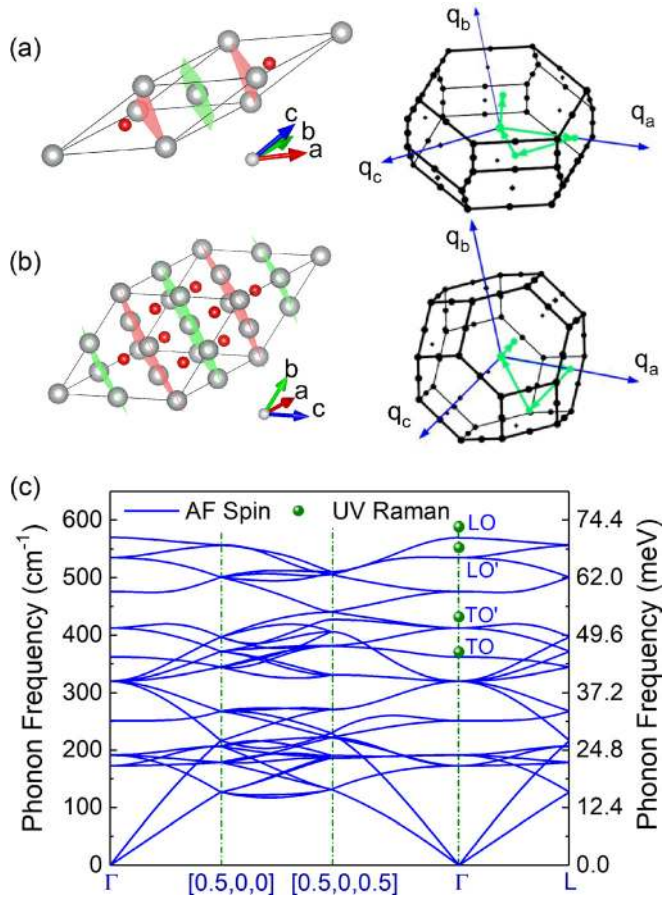 (a)
c
b
a
q_b
q_a
q_c
(b)
b
a
c
q_b
q_a
q_c
(c)
AF Spin
UV Raman
LO
LO'
TO'
TO
Phonon Frequency (cm⁻¹)
600
500
400
300
200
100
0
74.4
62.0
49.6
37.2
24.8
12.4
0.0
Phonon Frequency (meV)
Γ
[0.5,0,0]
[0.5,0,0.5]
Γ
L